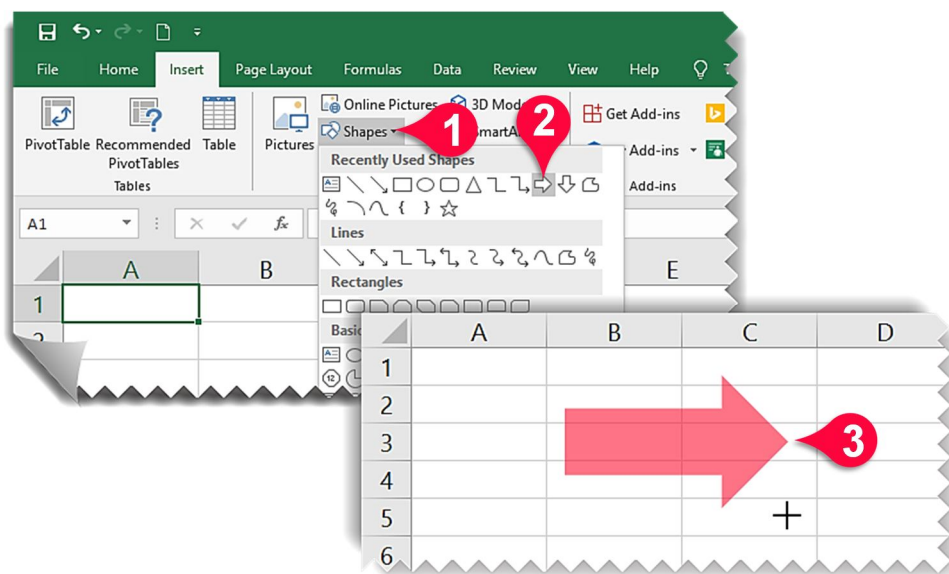 File Home Insert Page Layout Formulas Data Review View Help
Online Pictures 3D
Get Add-ins
Shapes 1 2
PivotTable Recommended Table Pictures
PivotTables
Add-ins
Tables
Add-ins
Recently Used Shapes
A1 fx
Lines
A B E
Rectangles
1
2
12
A B C D
1
2
3 3
4
5
6